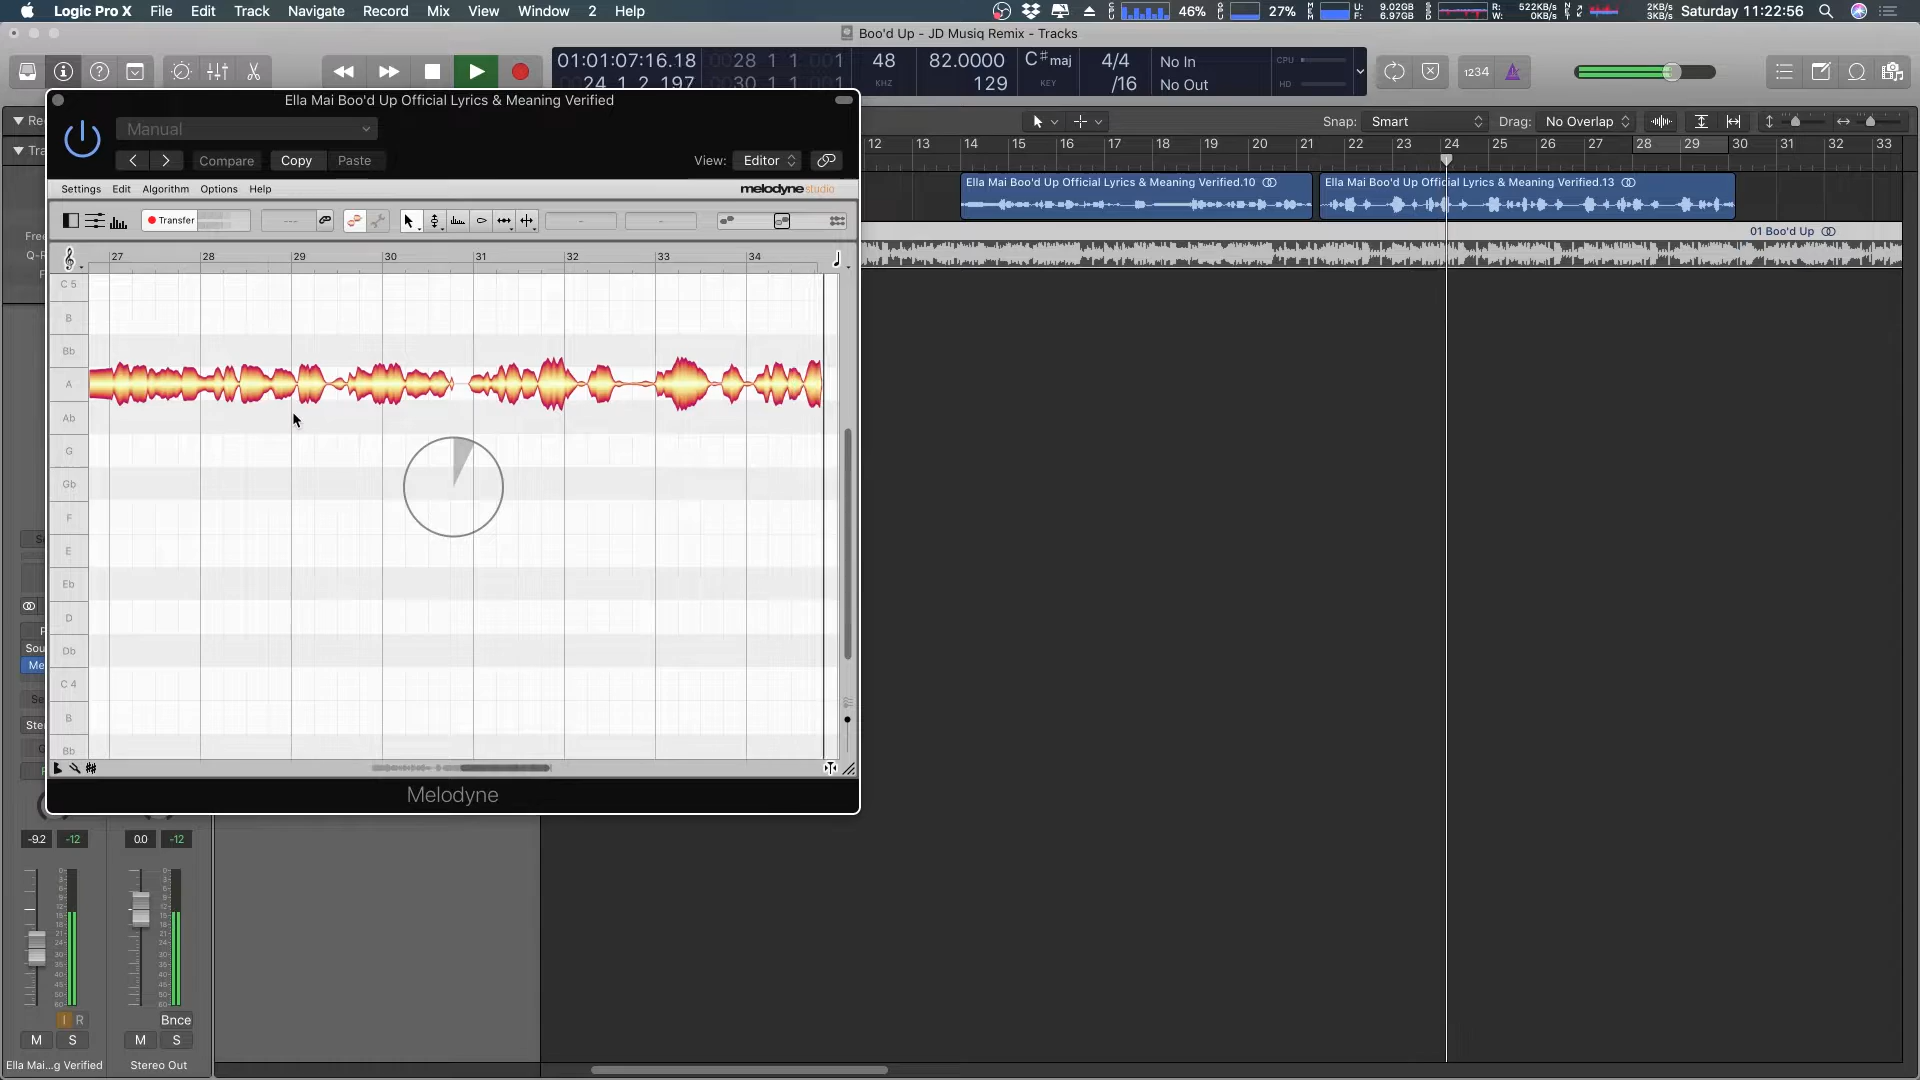 Logic Pro X File Edit Track Navigate Record Mix View Window 2 Help
46% 27% U: 9.02GB F: 6.97GB R: 522KB/s W: 0KB/s 2KB/s 3KB/s Saturday 11:22:56
Boo'd Up - JD Musiq Remix - Tracks
01:01:07:16.18 0028 1 1 001 48 82.0000 C♯maj 4/4 No In CPU
24 1 2 197 0030 1 1 001 KHZ 129 KEY /16 No Out HD
1234
Ella Mai Boo'd Up Official Lyrics & Meaning Verified
Re
Snap: Smart Drag: No Overlap
Manual
Tra
12 13 14 15 16 17 18 19 20 21 22 23 24 25 26 27 28 29 30 31 32 33
Compare Copy Paste View: Editor
Ella Mai Boo'd Up Official Lyrics & Meaning Verified.10
Ella Mai Boo'd Up Official Lyrics & Meaning Verified.13
Settings Edit Algorithm Options Help melodyne studio
Transfer --- - -
01 Boo'd Up
Fre
Q-R
F
27 28 29 30 31 32 33 34
C 5
B
Bb
A
Ab
G
Gb
F
E
Eb
D
Db
C 4
B
Bb
Sou
Me
Se
Ste
Melodyne
-9.2 -12 0.0 -12
I R Bnce
M S M S
Ella Mai...g Verified Stereo Out